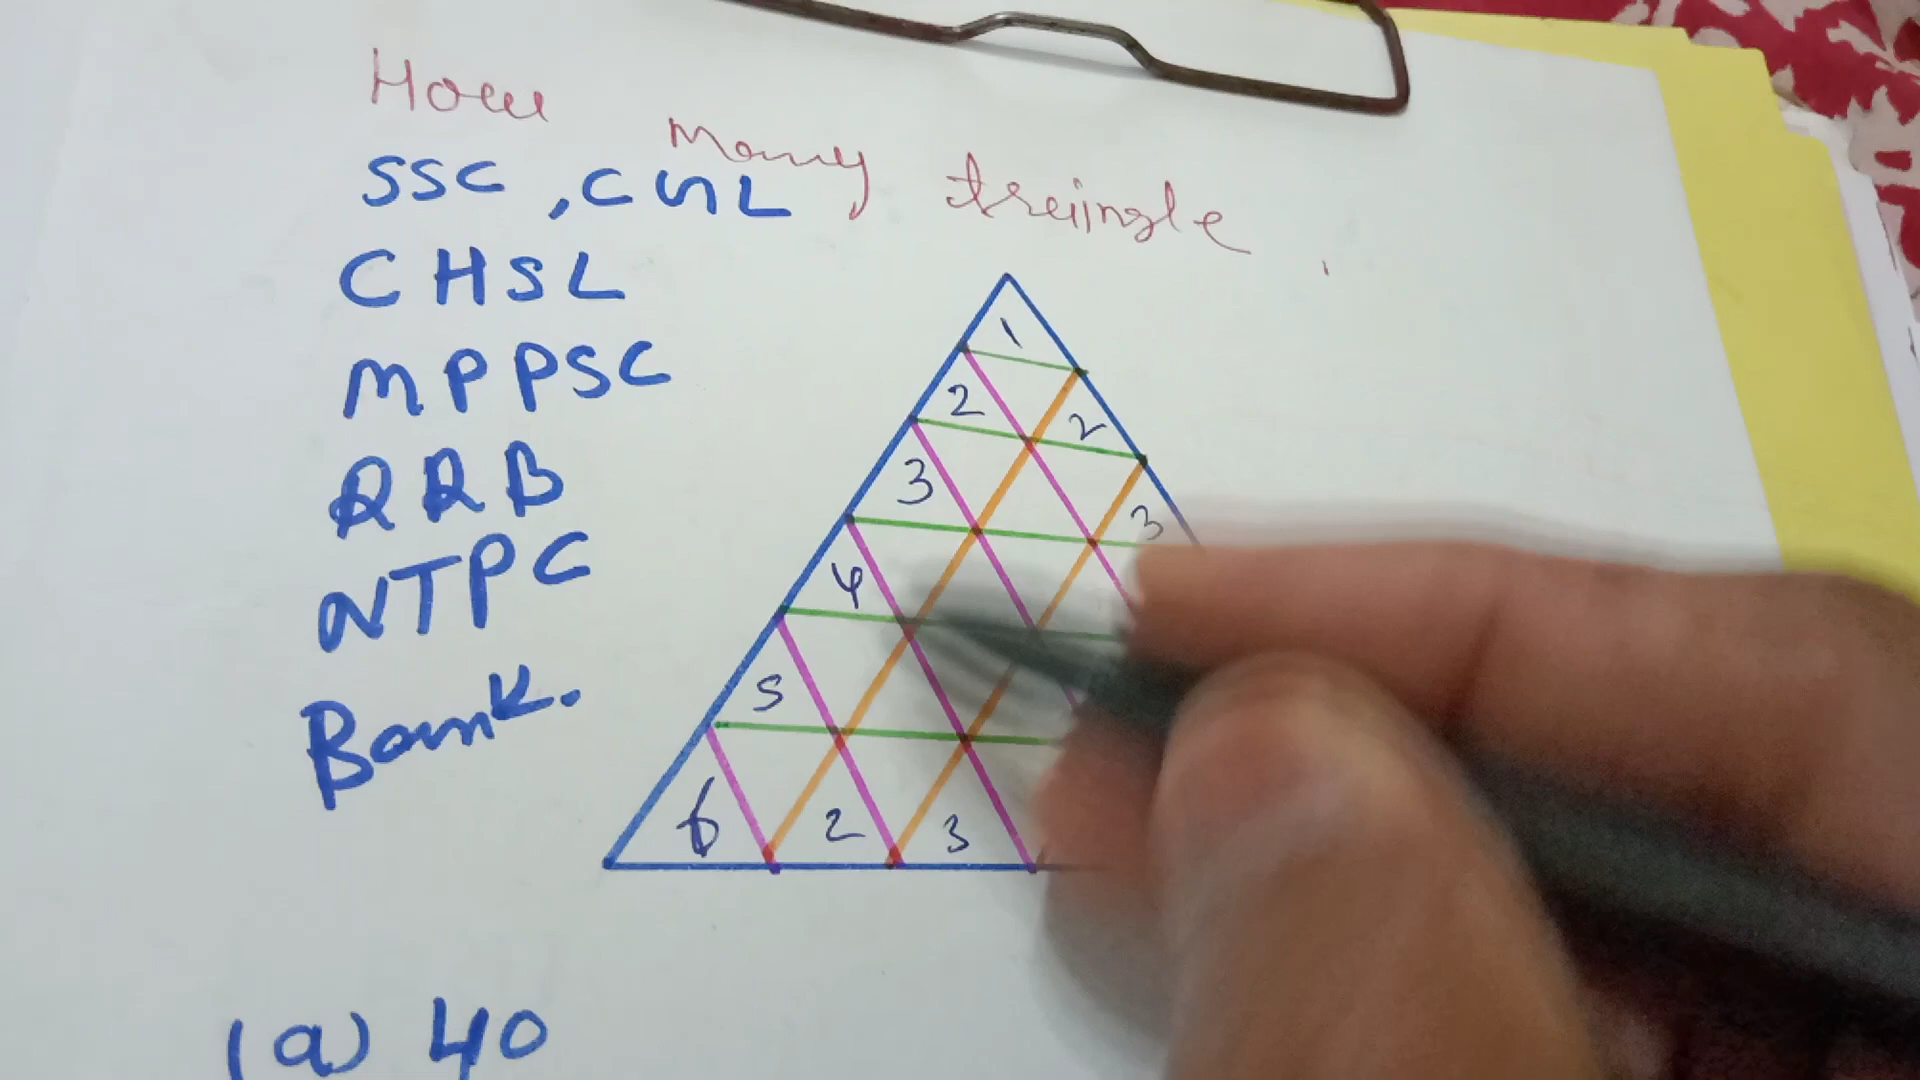 How many treijngle
SSC, CGL
CHSL
MPPSC
RRB
NTPC
Bank.
1
2 2
3 3
4
5
6 2 3
(a) 40